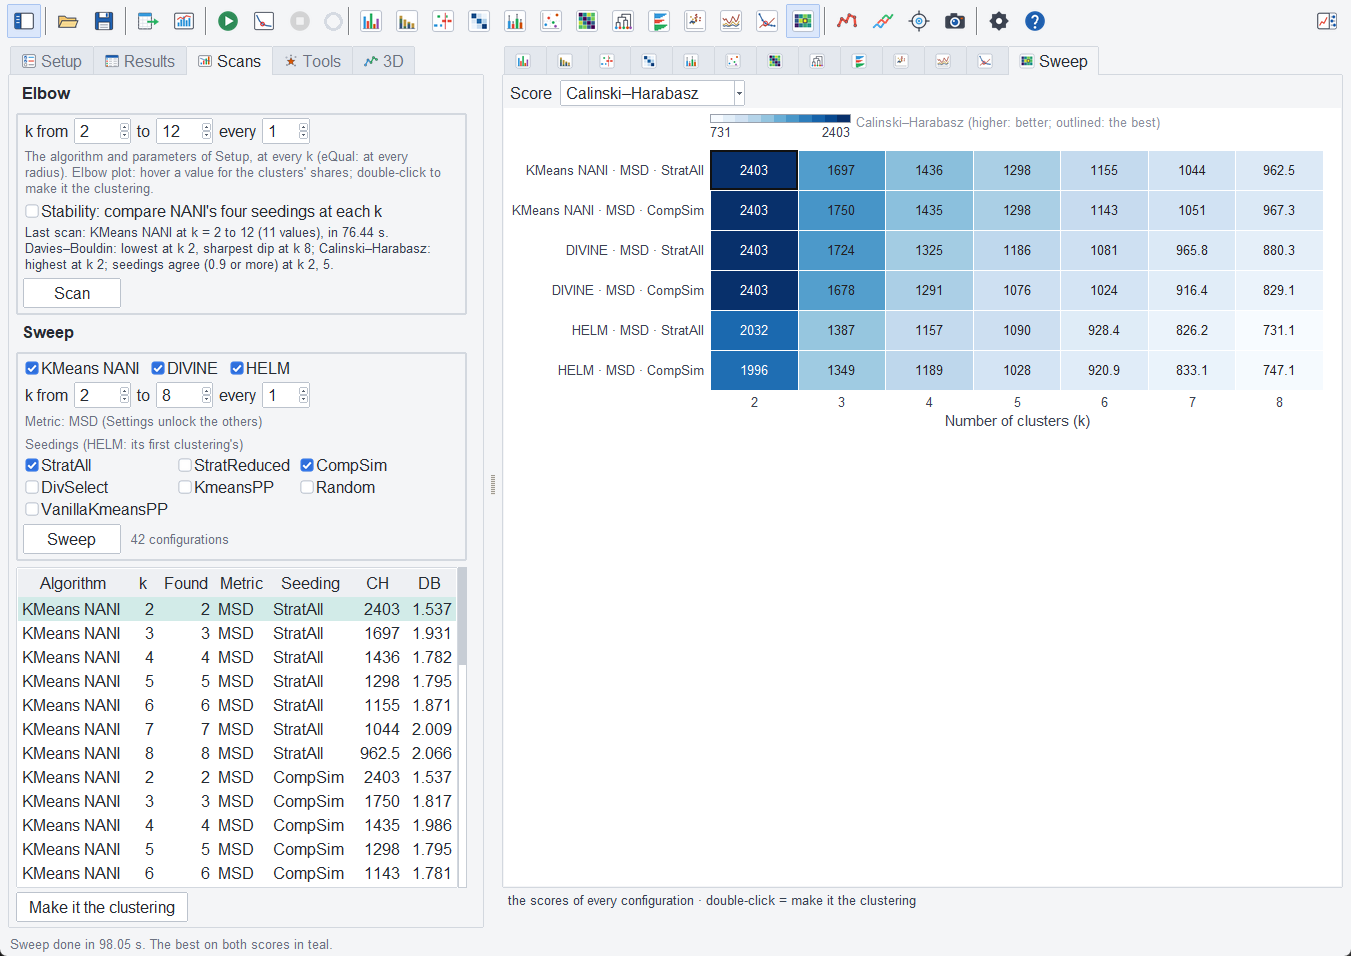 Setup Results Scans Tools 3D
Sweep
Elbow
k from 2 to 12 every 1
The algorithm and parameters of Setup, at every k (eQual: at every
radius). Elbow plot: hover a value for the clusters' shares; double-click to
make it the clustering.
Stability: compare NANI's four seedings at each k
Last scan: KMeans NANI at k = 2 to 12 (11 values), in 76.44 s.
Davies–Bouldin: lowest at k 2, sharpest dip at k 8; Calinski–Harabasz:
highest at k 2; seedings agree (0.9 or more) at k 2, 5.
Scan
Sweep
KMeans NANI DIVINE HELM
k from 2 to 8 every 1
Metric: MSD (Settings unlock the others)
Seedings (HELM: its first clustering's)
StratAll StratReduced CompSim
DivSelect KmeansPP Random
VanillaKmeansPP
Sweep 42 configurations
Algorithm k Found Metric Seeding CH DB
KMeans NANI 2 2 MSD StratAll 2403 1.537
KMeans NANI 3 3 MSD StratAll 1697 1.931
KMeans NANI 4 4 MSD StratAll 1436 1.782
KMeans NANI 5 5 MSD StratAll 1298 1.795
KMeans NANI 6 6 MSD StratAll 1155 1.871
KMeans NANI 7 7 MSD StratAll 1044 2.009
KMeans NANI 8 8 MSD StratAll 962.5 2.066
KMeans NANI 2 2 MSD CompSim 2403 1.537
KMeans NANI 3 3 MSD CompSim 1750 1.817
KMeans NANI 4 4 MSD CompSim 1435 1.986
KMeans NANI 5 5 MSD CompSim 1298 1.795
KMeans NANI 6 6 MSD CompSim 1143 1.781
Make it the clustering
Sweep done in 98.05 s. The best on both scores in teal.
Score Calinski–Harabasz
Calinski–Harabasz (higher: better; outlined: the best)
731 2403
KMeans NANI · MSD · StratAll 2403 1697 1436 1298 1155 1044 962.5
KMeans NANI · MSD · CompSim 2403 1750 1435 1298 1143 1051 967.3
DIVINE · MSD · StratAll 2403 1724 1325 1186 1081 965.8 880.3
DIVINE · MSD · CompSim 2403 1678 1291 1076 1024 916.4 829.1
HELM · MSD · StratAll 2032 1387 1157 1090 928.4 826.2 731.1
HELM · MSD · CompSim 1996 1349 1189 1028 920.9 833.1 747.1
2 3 4 5 6 7 8
Number of clusters (k)
the scores of every configuration · double-click = make it the clustering